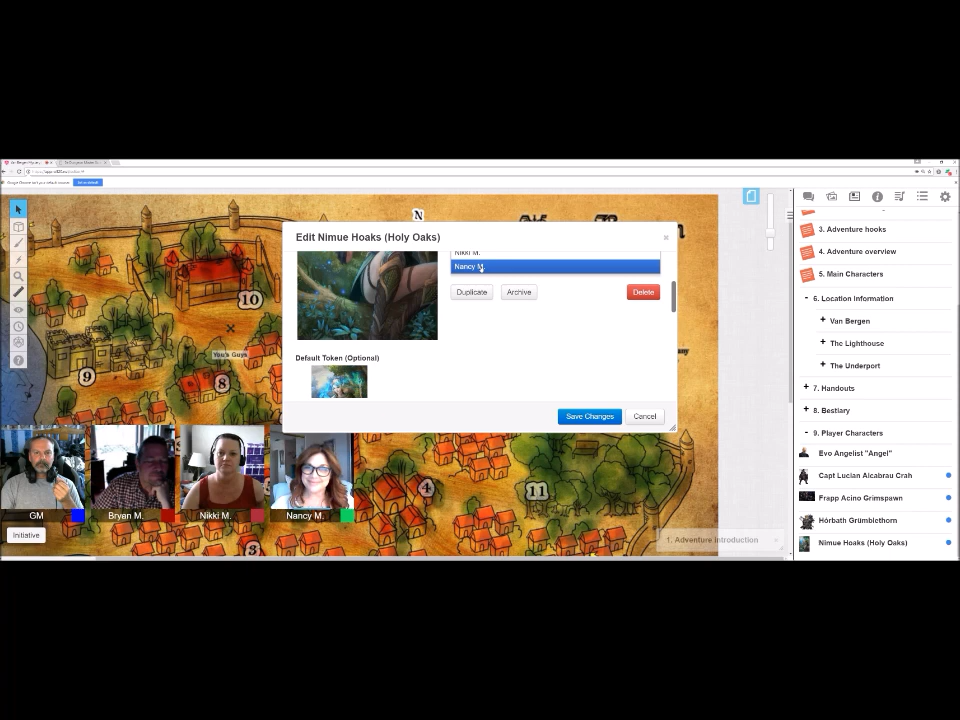 N
Edit Nimue Hoaks (Holy Oaks)
×
Nikki M.
Nancy M.
Duplicate
Archive
Delete
Default Token (Optional)
Save Changes
Cancel
10
You's Guys
9
8
4
11
3
GM
Bryan M.
Nikki M.
Nancy M.
Initiative
1. Adventure Introduction
3. Adventure hooks
4. Adventure overview
5. Main Characters
- 6. Location Information
+ Van Bergen
+ The Lighthouse
+ The Underport
+ 7. Handouts
+ 8. Bestiary
- 9. Player Characters
Evo Angelist "Angel"
Capt Lucian Alcabrau Crah
Frapp Acino Grimspawn
Hórbath Grümblethorn
Nimue Hoaks (Holy Oaks)